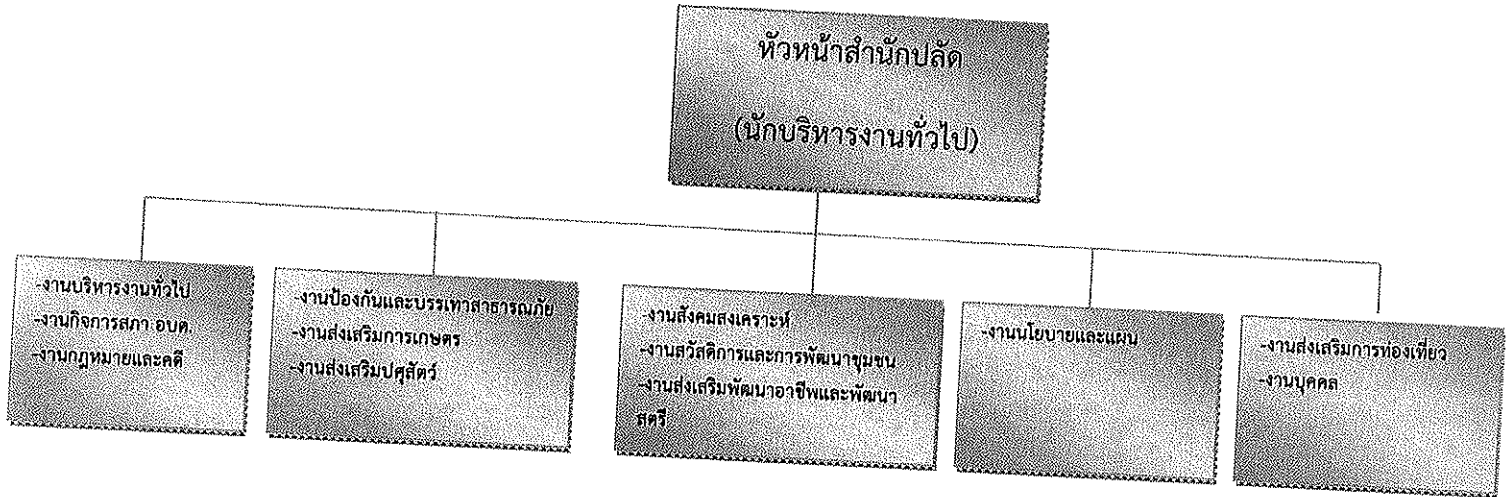 หัวหน้าสำนักปลัด
(นักบริหารงานทั่วไป)
-งานบริหารงานทั่วไป
-งานกิจการสภา อบต.
-งานกฎหมายและคดี
-งานป้องกันและบรรเทาสาธารณภัย
-งานส่งเสริมการเกษตร
-งานส่งเสริมปศุสัตว์
-งานสังคมสงเคราะห์
-งานสวัสดิการและการพัฒนาชุมชน
-งานส่งเสริมพัฒนาอาชีพและพัฒนา
สตรี
-งานนโยบายและแผน
-งานส่งเสริมการท่องเที่ยว
-งานบุคคล